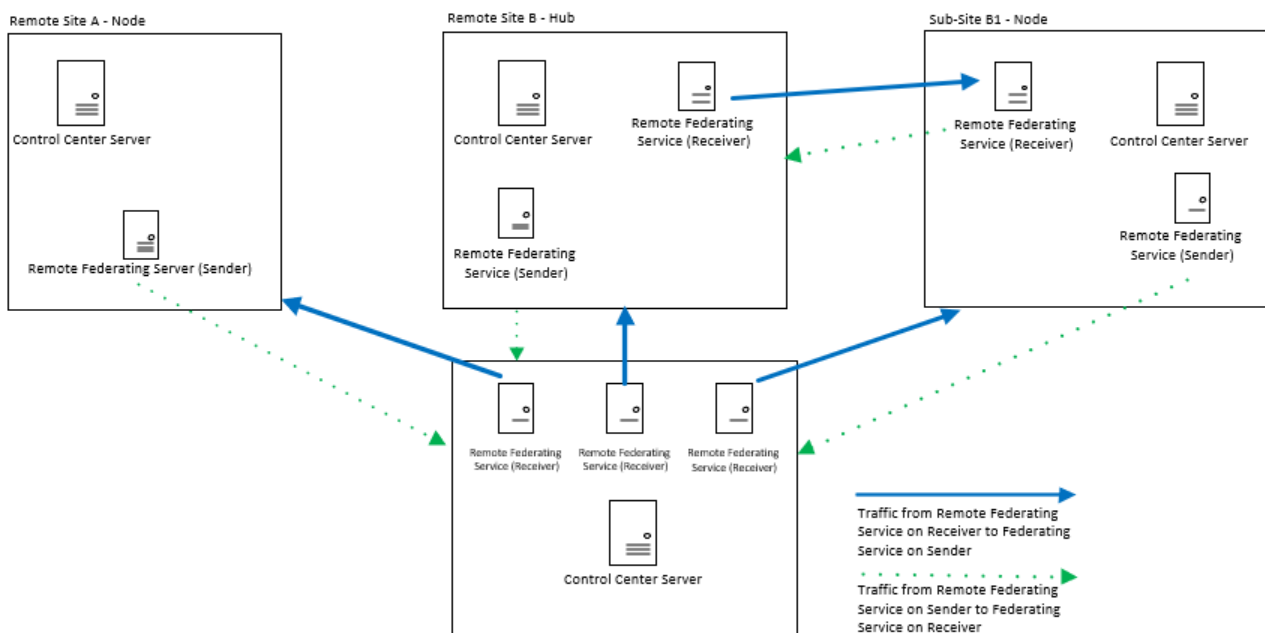 Remote Site A - Node
Control Center Server
Remote Federating Server (Sender)
Remote Site B - Hub
Control Center Server
Remote Federating
Service (Receiver)
Remote Federating
Service (Sender)
Sub-Site B1 - Node
Remote Federating
Service (Receiver)
Control Center Server
Remote Federating
Service (Sender)
Remote Federating
Service (Receiver)
Remote Federating
Service (Receiver)
Remote Federating
Service (Receiver)
Control Center Server
Traffic from Remote Federating
Service on Receiver to Federating
Service on Sender
Traffic from Remote Federating
Service on Sender to Federating
Service on Receiver